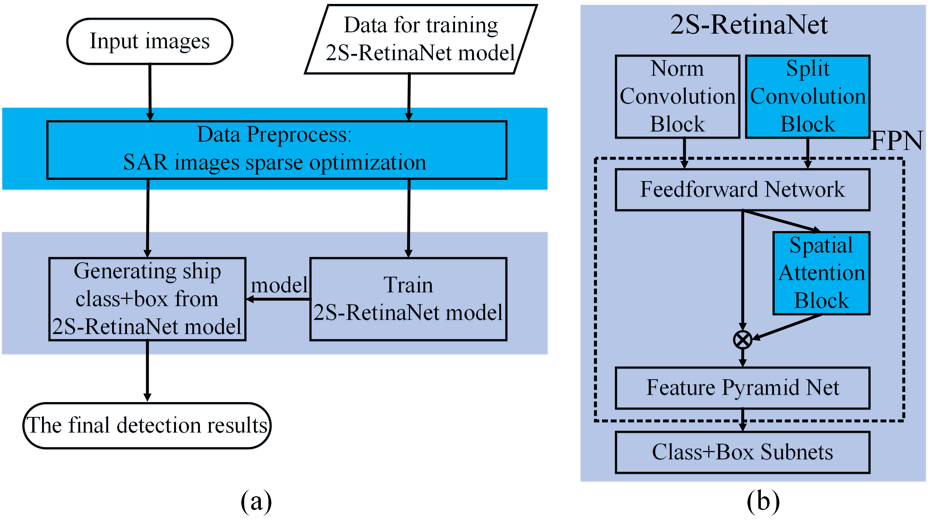 Input images
Data for training
2S-RetinaNet model
Data Preprocess:
SAR images sparse optimization
Generating ship
class+box from
2S-RetinaNet model
model
Train
2S-RetinaNet model
The final detection results
(a)
2S-RetinaNet
Norm
Convolution
Block
Split
Convolution
Block
FPN
Feedforward Network
Spatial
Attention
Block
Feature Pyramid Net
Class+Box Subnets
(b)